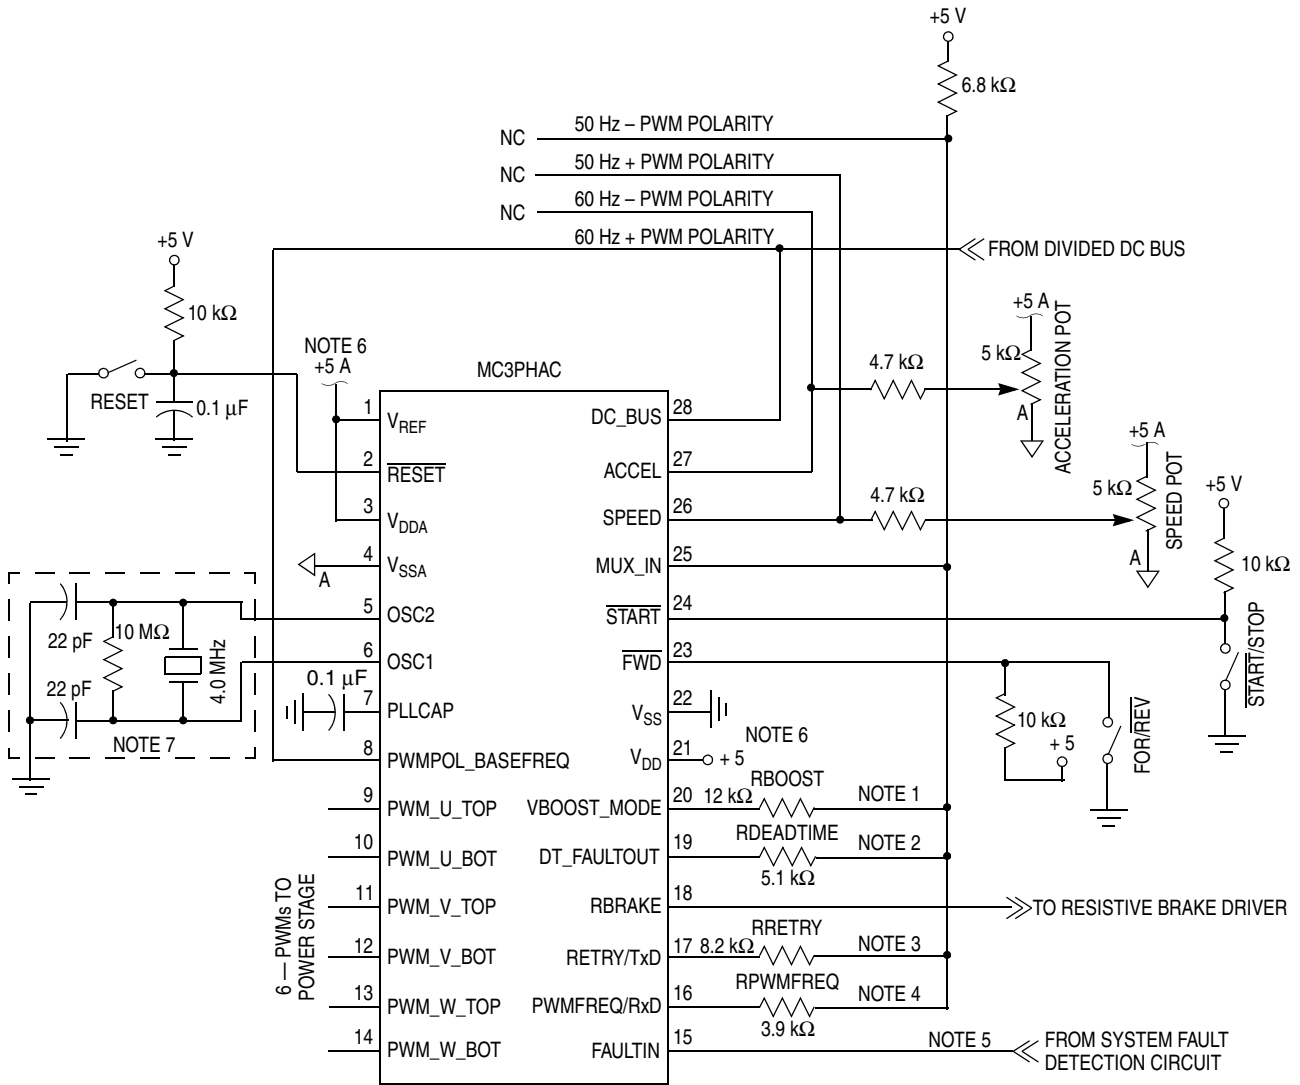 +5 V
6.8 kΩ
NC
50 Hz – PWM POLARITY
NC
50 Hz + PWM POLARITY
NC
60 Hz – PWM POLARITY
60 Hz + PWM POLARITY
FROM DIVIDED DC BUS
+5 V
10 kΩ
RESET
0.1 µF
NOTE 6
+5 A
MC3PHAC
4.7 kΩ
+5 A
5 kΩ
A
ACCELERATION POT
4.7 kΩ
+5 A
5 kΩ
A
SPEED POT
+5 V
10 kΩ
START/STOP
1 VREF
2 RESET
3 VDDA
4 VSSA
A
5 OSC2
6 OSC1
7 PLLCAP
0.1 µF
8 PWMPOL_BASEFREQ
9 PWM_U_TOP
10 PWM_U_BOT
11 PWM_V_TOP
12 PWM_V_BOT
13 PWM_W_TOP
14 PWM_W_BOT
6 — PWMs TO
POWER STAGE
22 pF
10 MΩ
4.0 MHz
22 pF
NOTE 7
DC_BUS 28
ACCEL 27
SPEED 26
MUX_IN 25
START 24
FWD 23
VSS 22
VDD 21
+ 5
NOTE 6
10 kΩ
+ 5
FOR/REV
VBOOST_MODE 20
12 kΩ
RBOOST
NOTE 1
DT_FAULTOUT 19
RDEADTIME
5.1 kΩ
NOTE 2
RBRAKE 18
TO RESISTIVE BRAKE DRIVER
RETRY/TxD 17
8.2 kΩ
RRETRY
NOTE 3
PWMFREQ/RxD 16
RPWMFREQ
3.9 kΩ
NOTE 4
FAULTIN 15
NOTE 5
FROM SYSTEM FAULT
DETECTION CIRCUIT